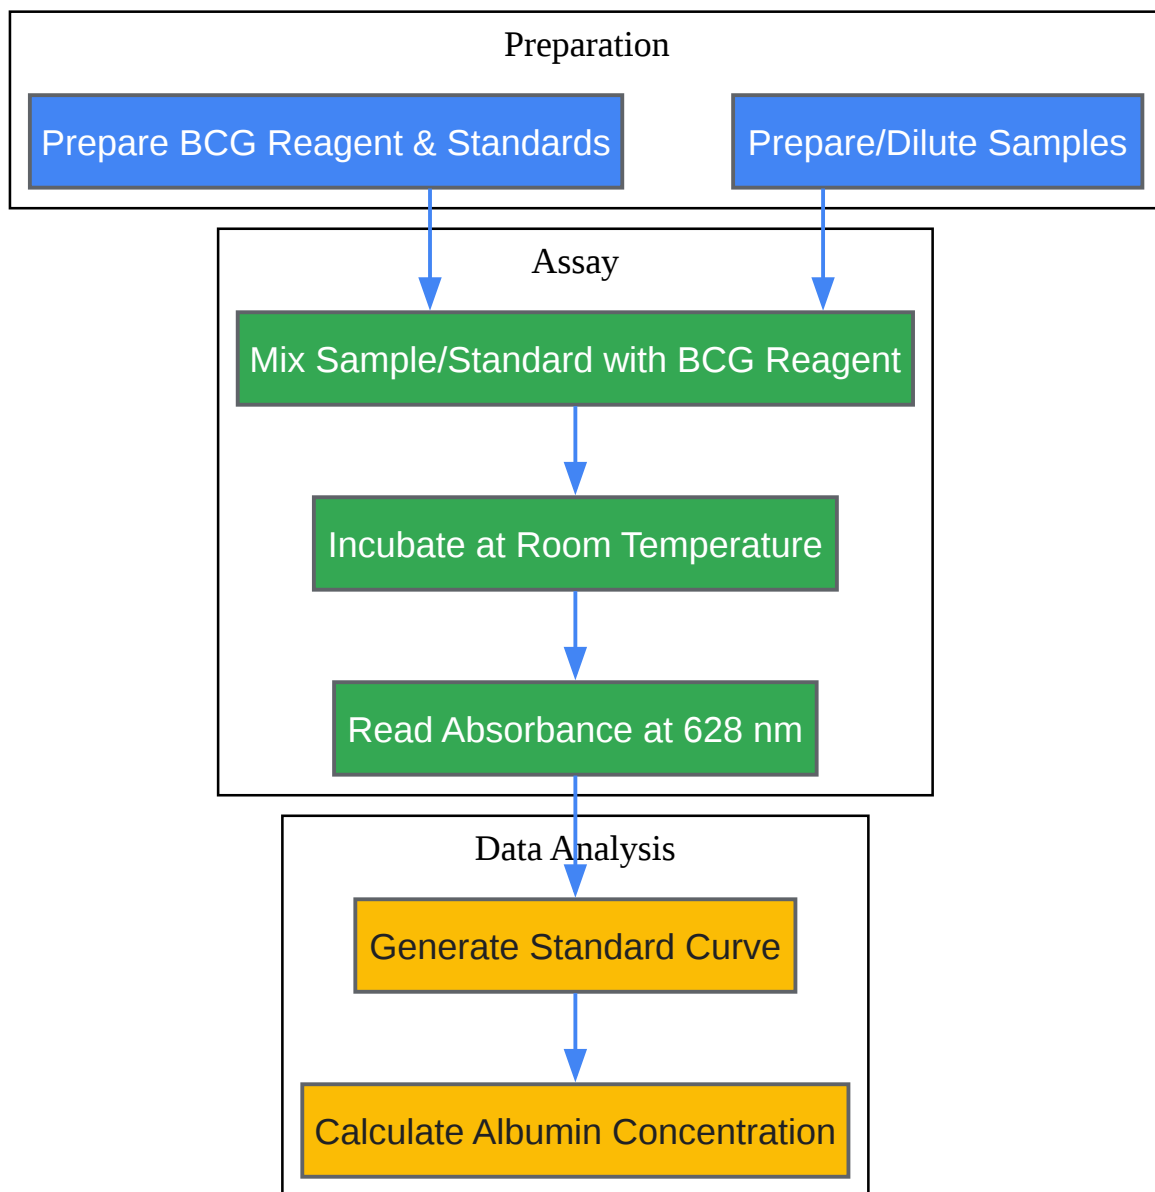 Preparation
Prepare BCG Reagent & Standards
Prepare/Dilute Samples
Assay
Mix Sample/Standard with BCG Reagent
Incubate at Room Temperature
Read Absorbance at 628 nm
Data Analysis
Generate Standard Curve
Calculate Albumin Concentration